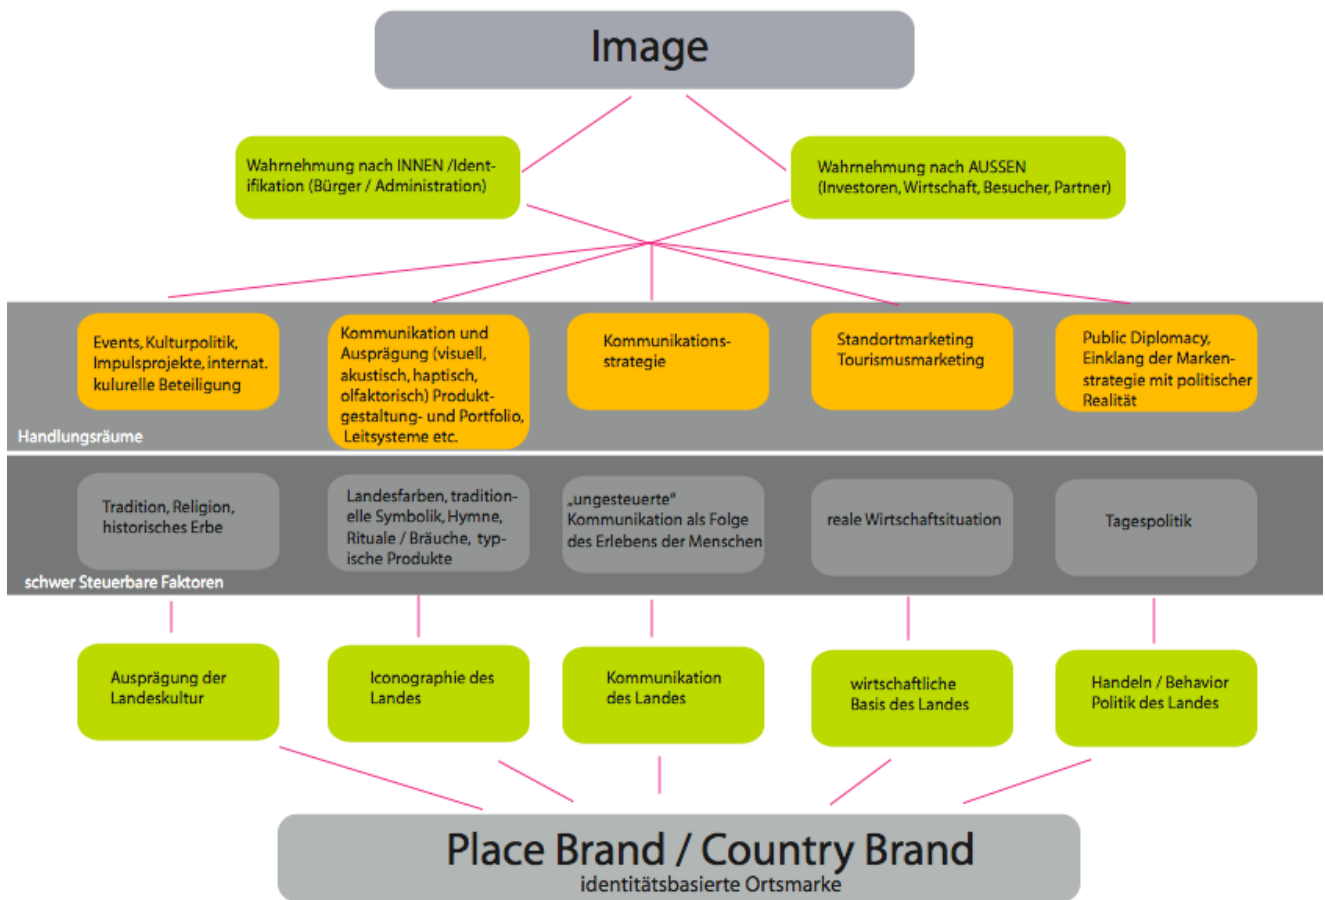 Image
Wahrnehmung nach INNEN /Ident-
ifikation (Bürger / Administration)
Wahrnehmung nach AUSSEN
(Investoren, Wirtschaft, Besucher, Partner)
Events, Kulturpolitik,
Impulsprojekte, internat.
kulurelle Beteiligung
Kommunikation und
Ausprägung (visuell,
akustisch, haptisch,
olfaktorisch) Produkt-
gestaltung- und Portfolio,
Leitsysteme etc.
Kommunikations-
strategie
Standortmarketing
Tourismusmarketing
Public Diplomacy,
Einklang der Marken-
strategie mit politischer
Realität
Handlungsräume
Tradition, Religion,
historisches Erbe
Landesfarben, tradition-
elle Symbolik, Hymne,
Rituale / Bräuche, typ-
ische Produkte
„ungesteuerte“
Kommunikation als Folge
des Erlebens der Menschen
reale Wirtschaftsituation
Tagespolitik
schwer Steuerbare Faktoren
Ausprägung der
Landeskultur
Iconographie des
Landes
Kommunikation
des Landes
wirtschaftliche
Basis des Landes
Handeln / Behavior
Politik des Landes
Place Brand / Country Brand
identitätsbasierte Ortsmarke